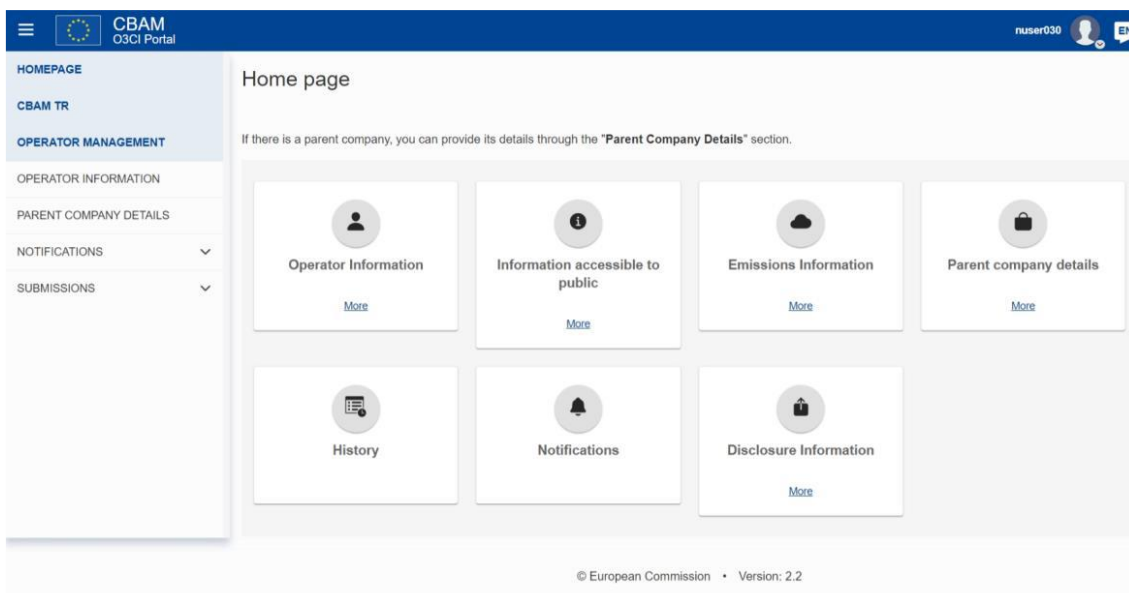 CBAM
O3CI Portal
nuser030
EN
HOMEPAGE
CBAM TR
OPERATOR MANAGEMENT
OPERATOR INFORMATION
PARENT COMPANY DETAILS
NOTIFICATIONS
SUBMISSIONS
Home page
If there is a parent company, you can provide its details through the "Parent Company Details" section.
Operator Information
More
Information accessible to
public
More
Emissions Information
More
Parent company details
More
History
Notifications
Disclosure Information
More
© European Commission • Version: 2.2